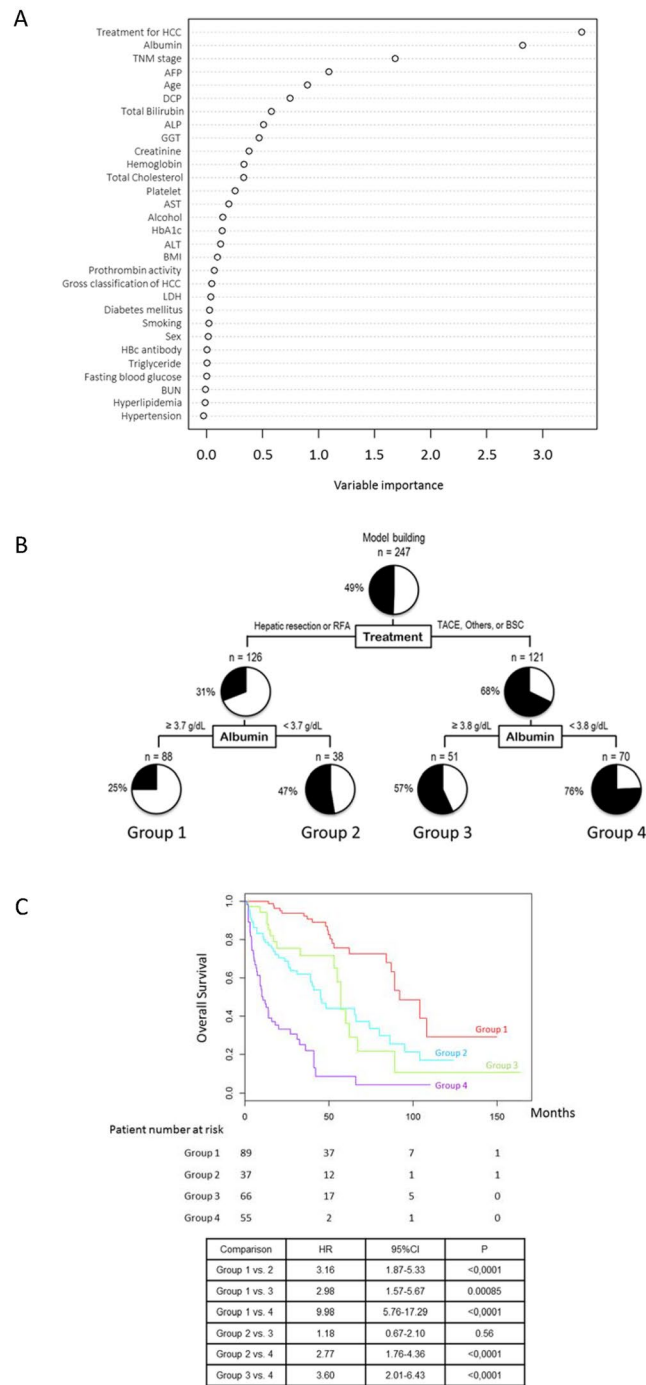 A
Treatment for HCC
Albumin
TNM stage
AFP
Age
DCP
Total Bilirubin
ALP
GGT
Creatinine
Hemoglobin
Total Cholesterol
Platelet
AST
Alcohol
HbA1c
ALT
BMI
Prothrombin activity
Gross classification of HCC
LDH
Diabetes mellitus
Smoking
Sex
HBc antibody
Triglyceride
Fasting blood glucose
BUN
Hyperlipidemia
Hypertension
0.0 0.5 1.0 1.5 2.0 2.5 3.0
Variable importance
B
Model building
n = 247
49%
Hepatic resection or RFA Treatment TACE, Others, or BSC
n = 126 n = 121
31% 68%
≥ 3.7 g/dL Albumin < 3.7 g/dL ≥ 3.8 g/dL Albumin < 3.8 g/dL
n = 88 n = 38 n = 51 n = 70
25% 47% 57% 76%
Group 1 Group 2 Group 3 Group 4
C
Overall Survival
1.0
0.8
0.6
0.4
0.2
0.0
Group 1
Group 2
Group 3
Group 4
0 50 100 150 Months
Patient number at risk
Group 1 89 37 7 1
Group 2 37 12 1 1
Group 3 66 17 5 0
Group 4 55 2 1 0
Comparison HR 95%CI P
Group 1 vs. 2 3.16 1.87-5.33 <0,0001
Group 1 vs. 3 2.98 1.57-5.67 0.00085
Group 1 vs. 4 9.98 5.76-17.29 <0,0001
Group 2 vs. 3 1.18 0.67-2.10 0.56
Group 2 vs. 4 2.77 1.76-4.36 <0,0001
Group 3 vs. 4 3.60 2.01-6.43 <0,0001